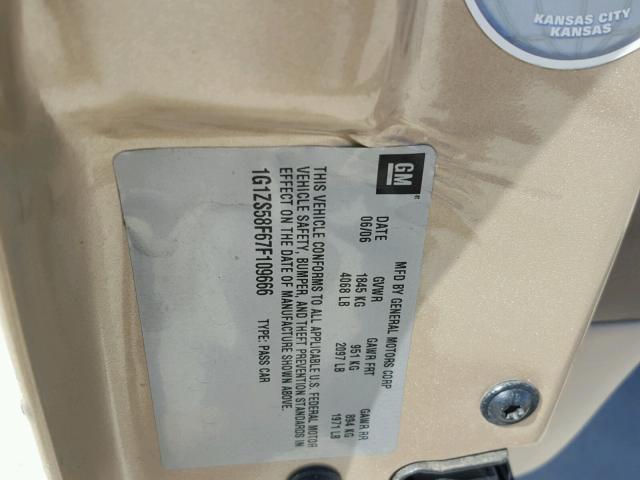 KANSAS CITY
KANSAS
GM
MFD BY GENERAL MOTORS CORP
DATE GVWR GAWR FRT GAWR RR
06/06 1845 KG 951 KG 894 KG
4068 LB 2097 LB 1971 LB
THIS VEHICLE CONFORMS TO ALL APPLICABLE U.S. FEDERAL MOTOR
VEHICLE SAFETY, BUMPER, AND THEFT PREVENTION STANDARDS IN
EFFECT ON THE DATE OF MANUFACTURE SHOWN ABOVE.
1G1ZS58F67F109666 TYPE: PASS CAR